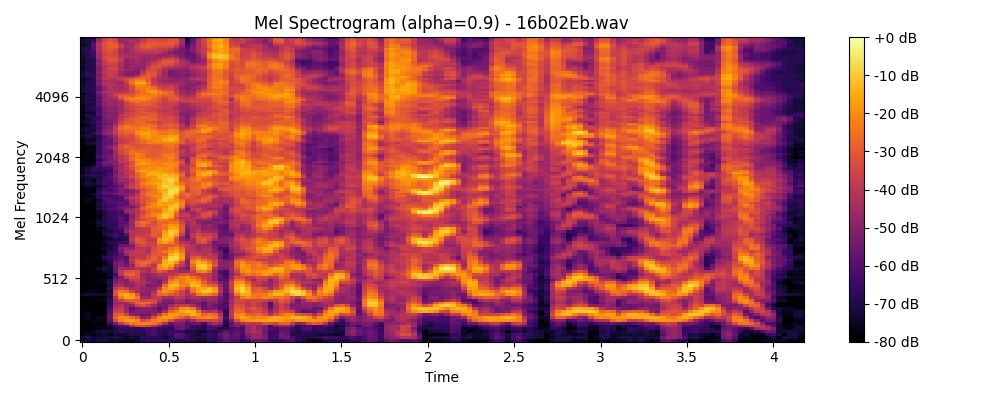 Mel Spectrogram (alpha=0.9) - 16b02Eb.wav
Mel Frequency
4096
2048
1024
512
0
0
0.5
1
1.5
2
2.5
3
3.5
4
Time
+0 dB
-10 dB
-20 dB
-30 dB
-40 dB
-50 dB
-60 dB
-70 dB
-80 dB